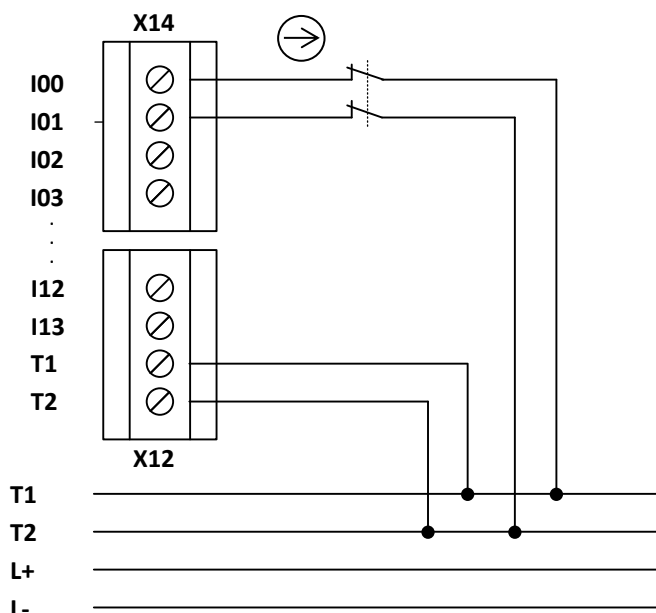 X14
I00
I01
I02
I03
.
.
.
I12
I13
T1
T2
X12
T1
T2
L+
L-